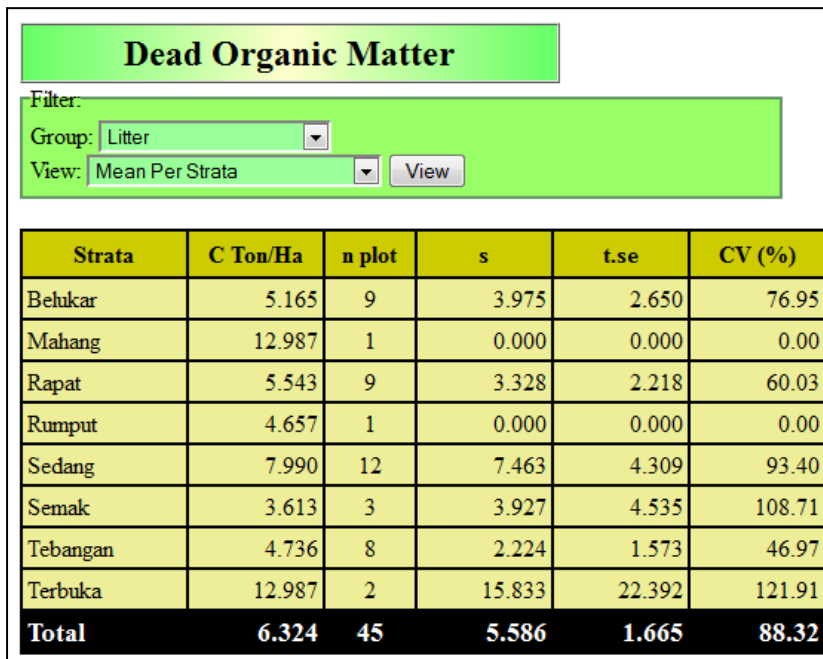 Dead Organic Matter
Filter:
Group: Litter
View: Mean Per Strata View
Strata C Ton/Ha n plot s t.se CV (%)
Belukar 5.165 9 3.975 2.650 76.95
Mahang 12.987 1 0.000 0.000 0.00
Rapat 5.543 9 3.328 2.218 60.03
Rumput 4.657 1 0.000 0.000 0.00
Sedang 7.990 12 7.463 4.309 93.40
Semak 3.613 3 3.927 4.535 108.71
Tebangan 4.736 8 2.224 1.573 46.97
Terbuka 12.987 2 15.833 22.392 121.91
Total 6.324 45 5.586 1.665 88.32